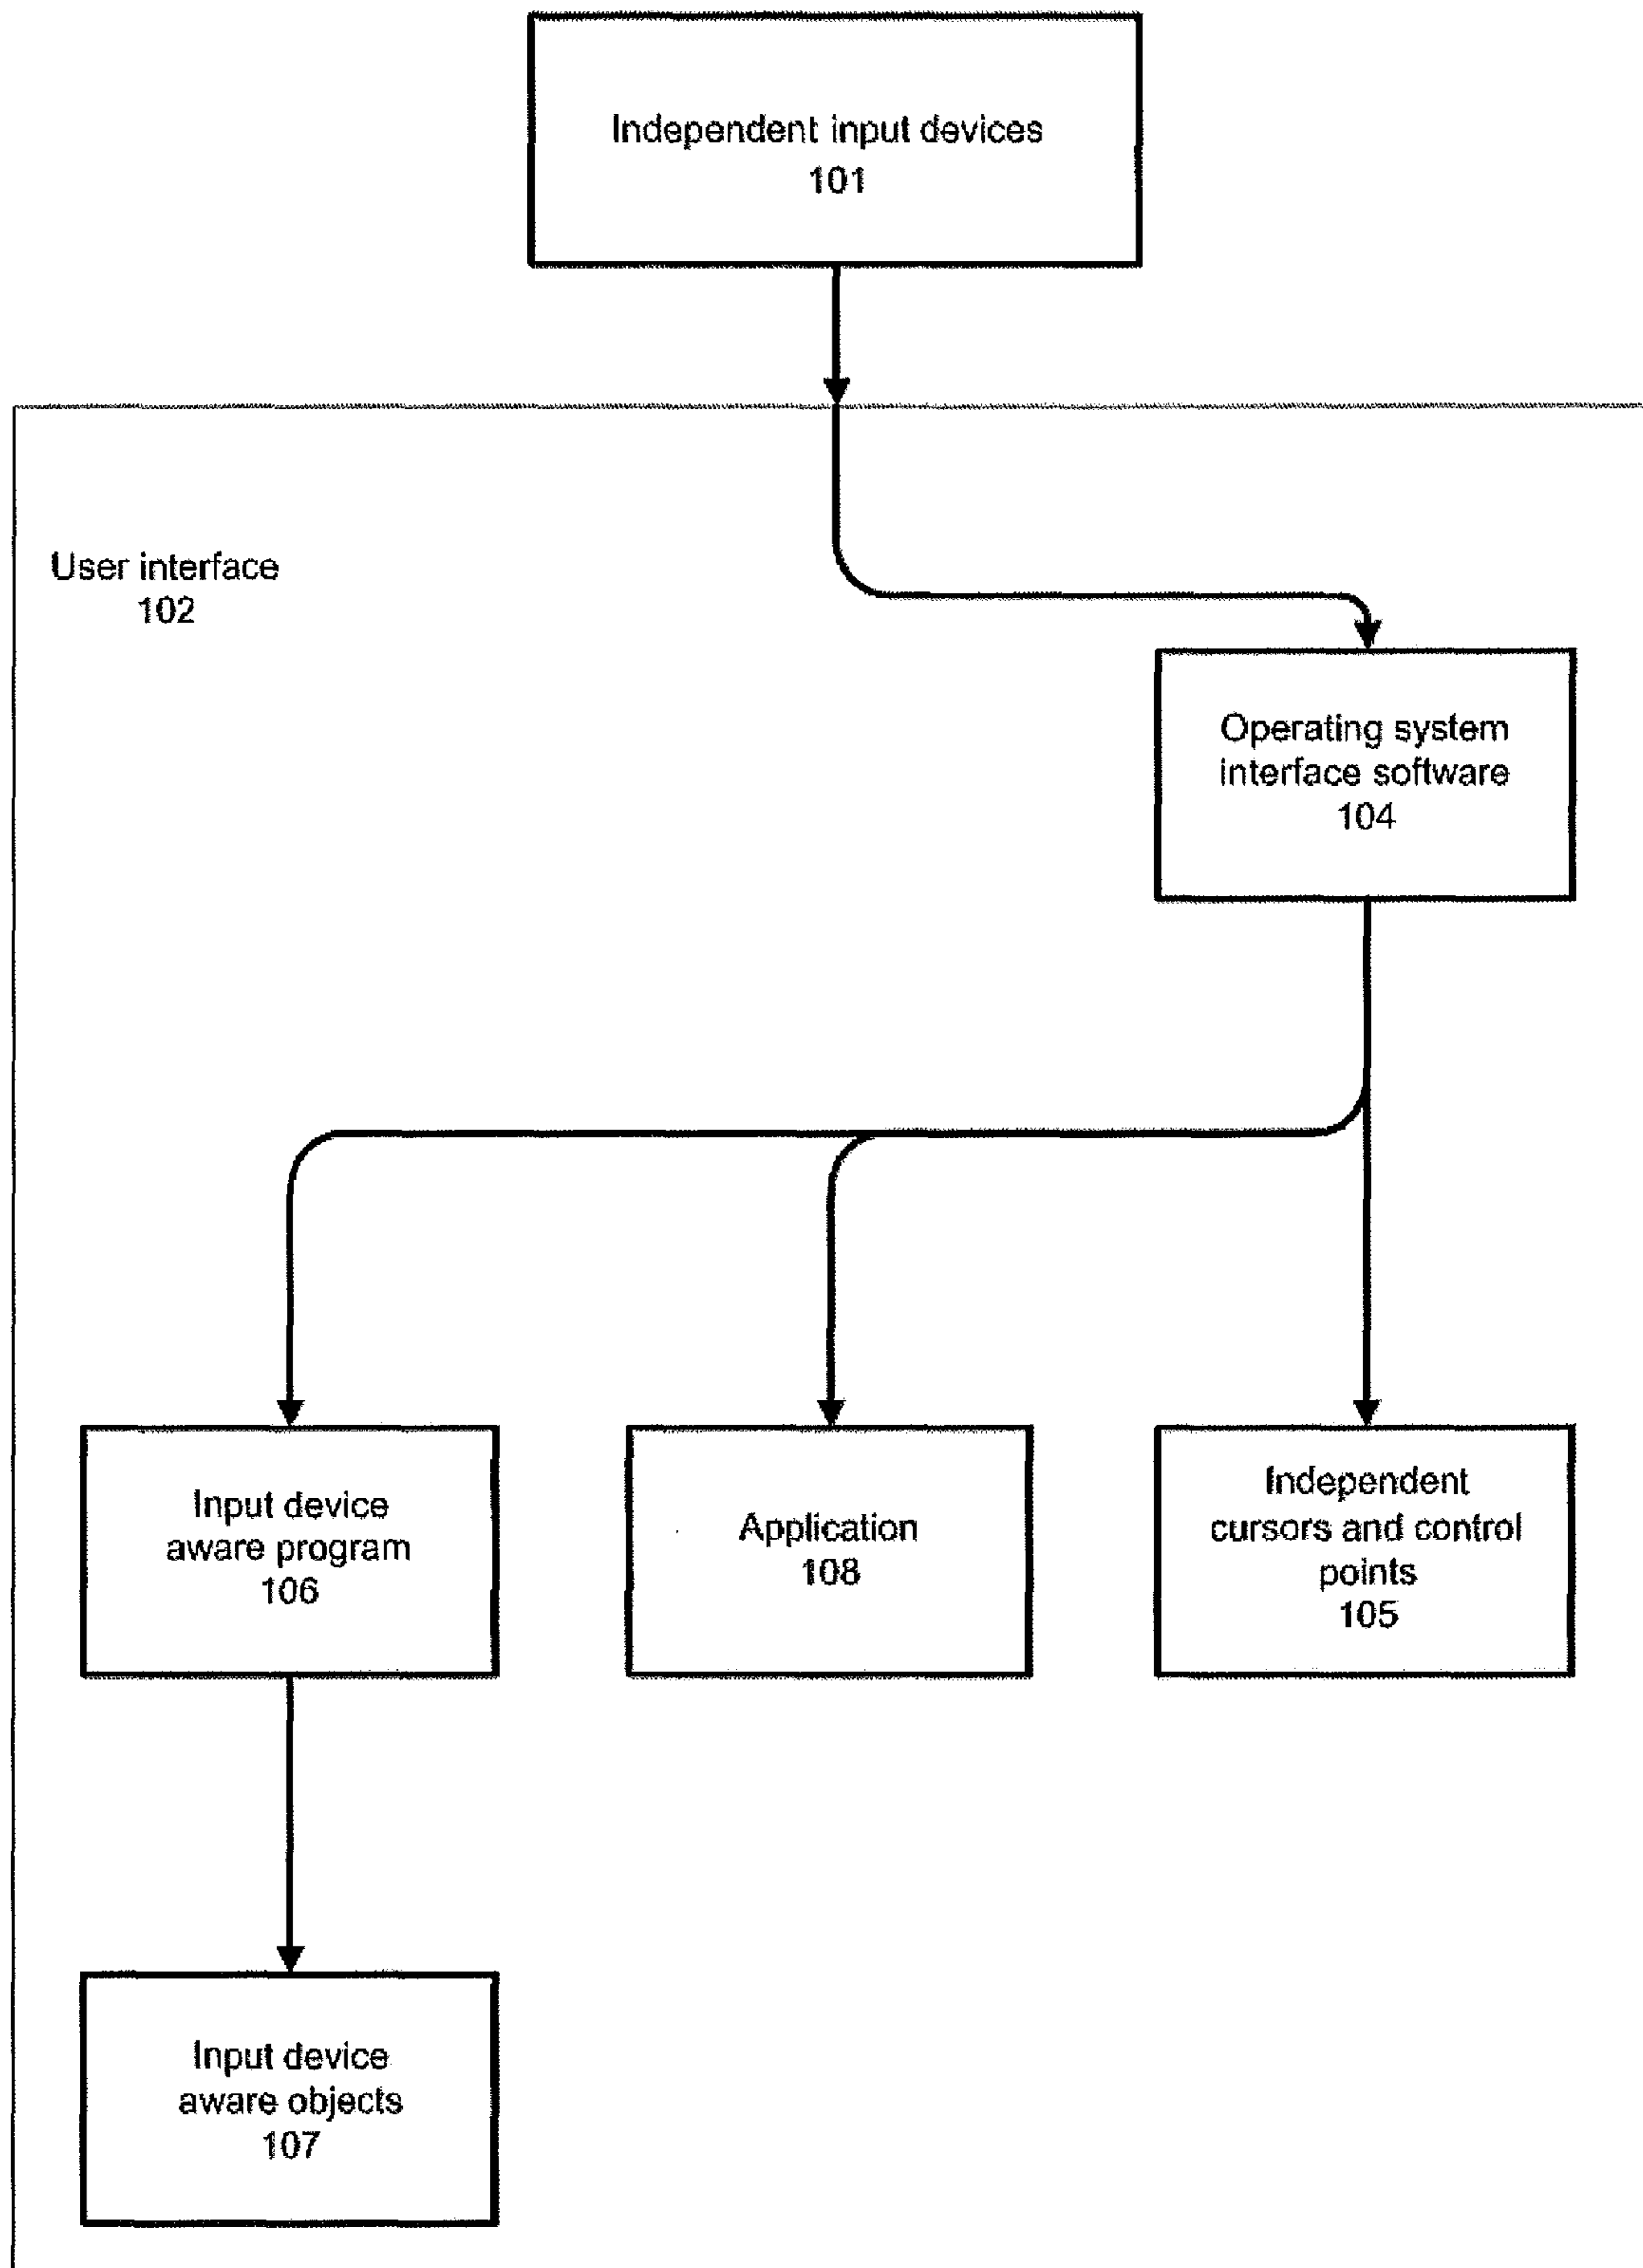 Independent input devices
101
User interface
102
Operating system
interface software
104
Input device
aware program
106
Application
108
Independent
cursors and control
points
105
Input device
aware objects
107